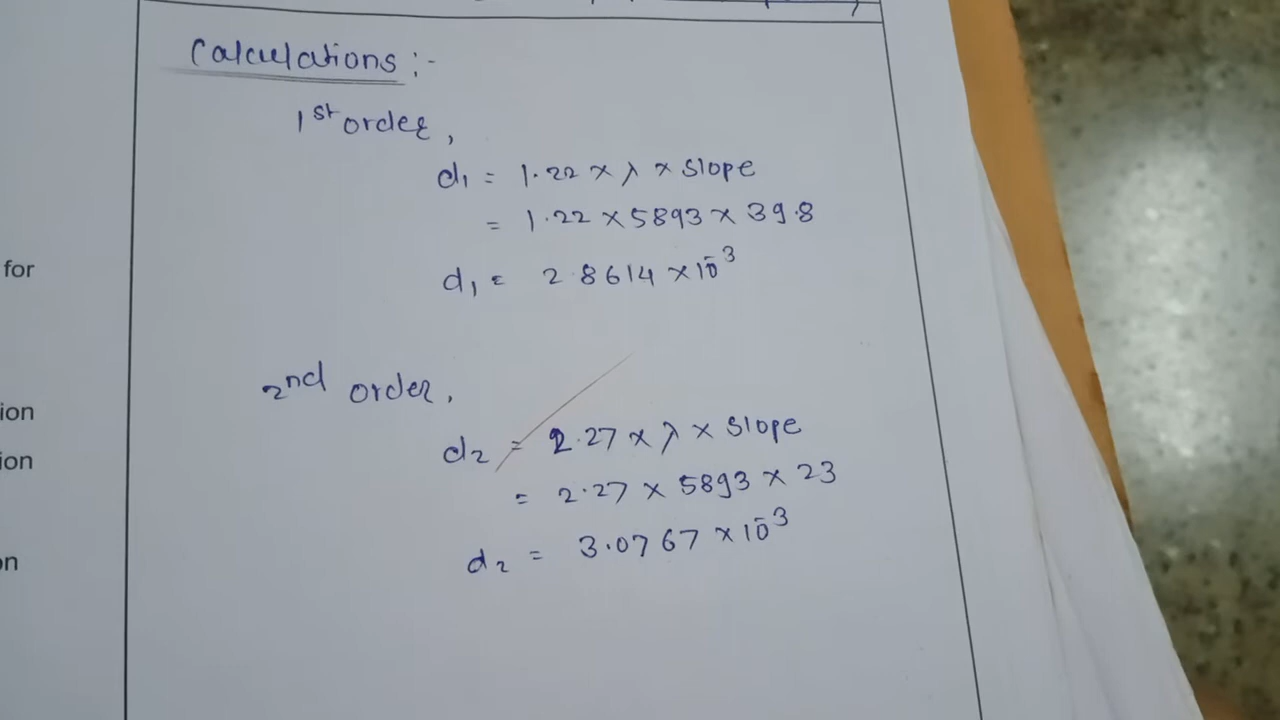 Calculations :-
1st order,
d₁ = 1.22 × λ × slope
= 1.22 × 5893 × 39.8
for
d₁ = 2.8614 × 10⁻³
2nd order,
ion
d₂ = 2.27 × λ × slope
ion
= 2.27 × 5893 × 23
d₂ = 3.0767 × 10⁻³
on